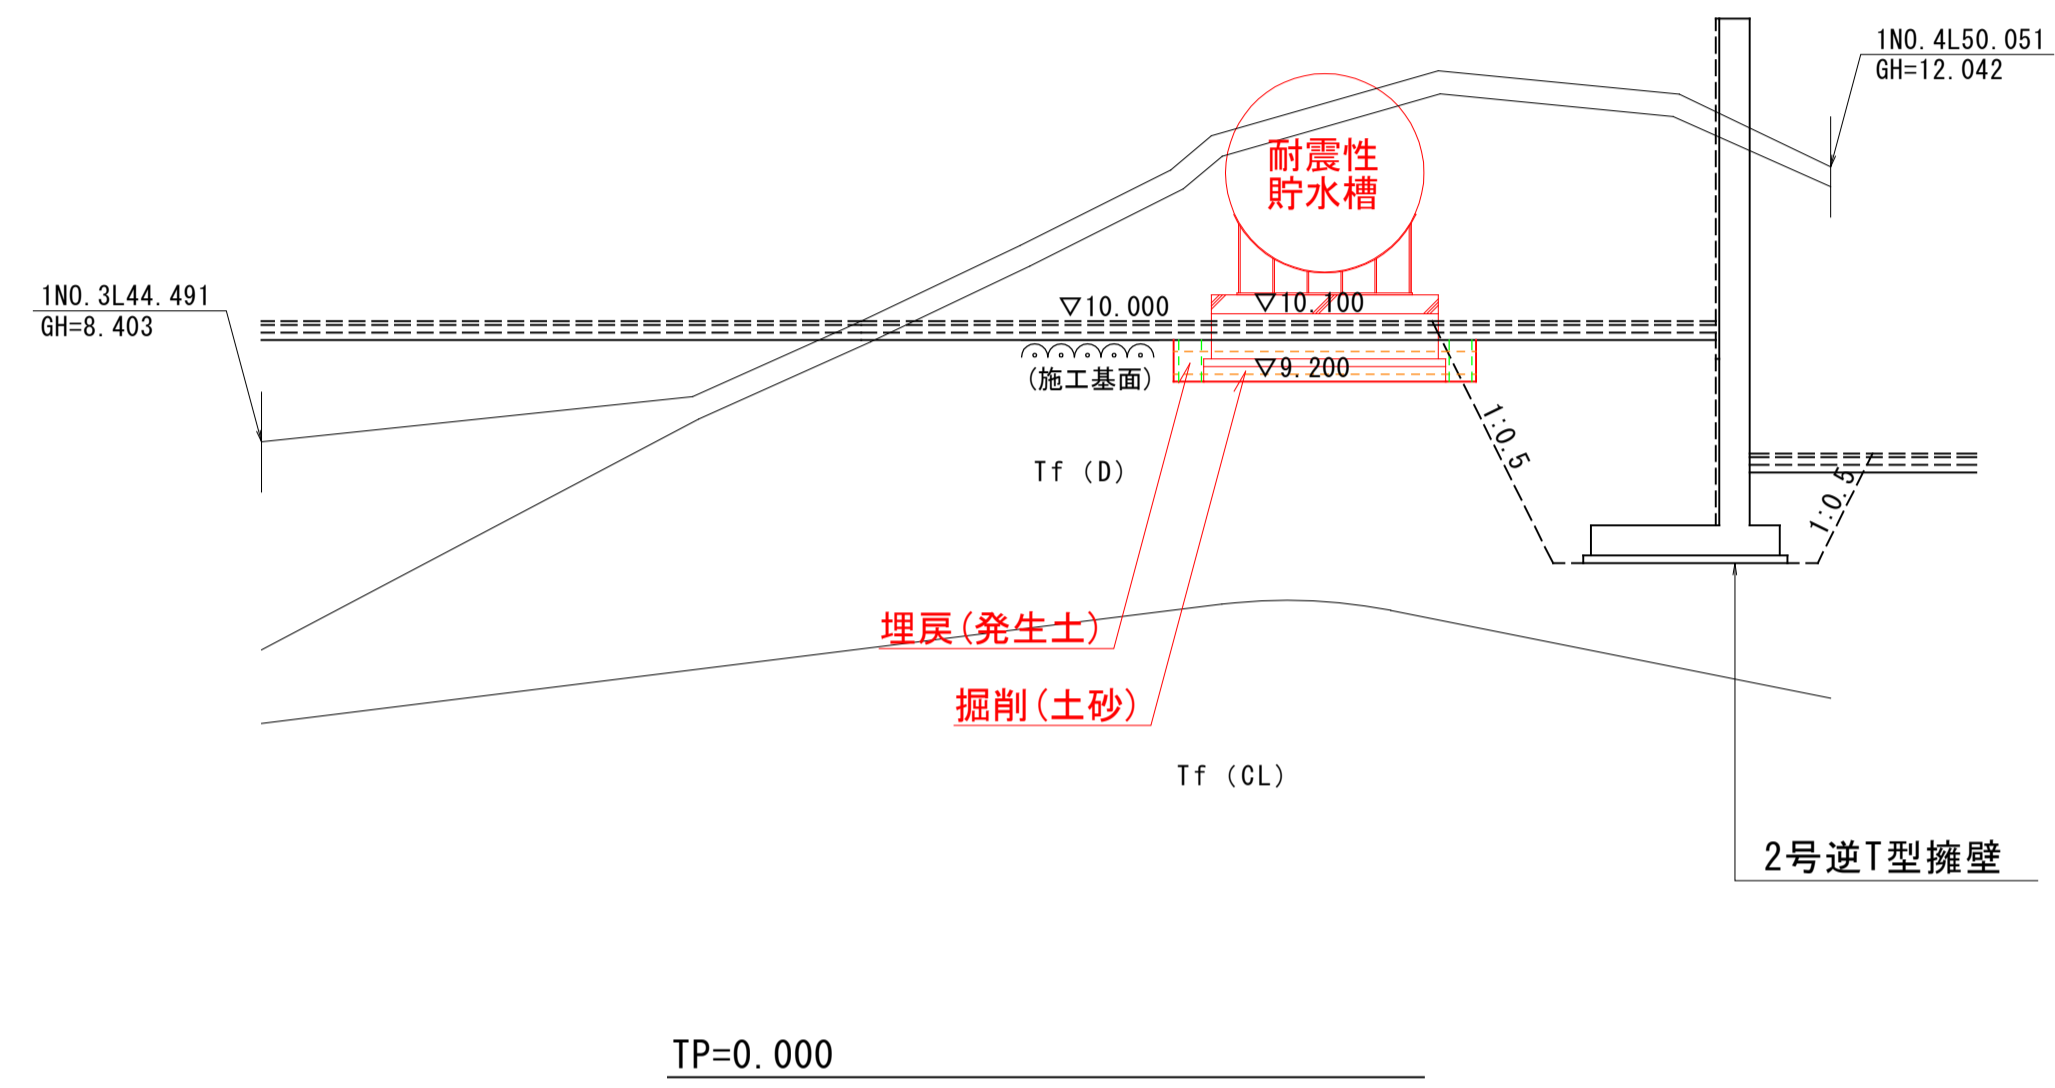 1NO.4L50.051
GH=12.042
耐震性
貯水槽
1NO.3L44.491
GH=8.403
▽10.000
▽10.100
(施工基面)
▽9.200
1:0.5
Tf (D)
1:0.5
埋戻(発生土)
掘削(土砂)
Tf (CL)
2号逆T型擁壁
TP=0.000